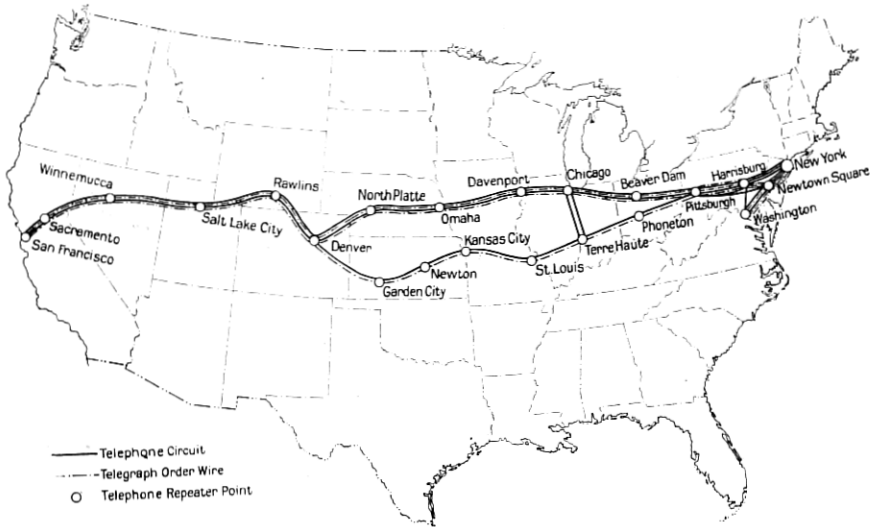 Winnemucca
Sacremento
San Francisco
Salt Lake City
Rawlins
Denver
North Platte
Omaha
Davenport
Chicago
Beaver Dam
Harrisburg
Pittsburgh
New York
Newtown Square
Washington
Phoneton
Terre Haute
St. Louis
Kansas City
Newton
Garden City
Telephone Circuit
Telegraph Order Wire
Telephone Repeater Point